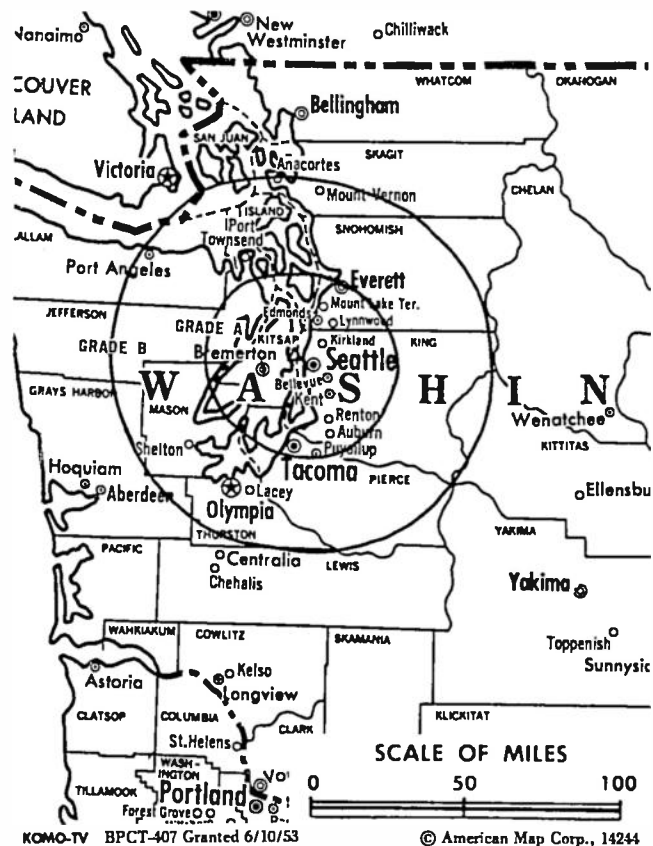 Nanaimo
New Westminster
Chilliwack
COUVER
LAND
WHATCOM
OKAHOGAN
Bellingham
SAN JUAN
SKAGIT
Victoria
Anacortes
Mount Vernon
CHELAN
ISLAND
Port Townsend
SNOHOMISH
ALLAM
Port Angeles
Everett
JEFFERSON
Edmonds
Mount Lake Ter.
Lynnwood
GRADE A
KITSAP
Kirkland
KING
GRADE B
Bremerton
Seattle
W A S H I N
Bellevue
Kent
GRAYS HARBOR
MASON
Renton
Wenatchee
Auburn
Shelton
Puyallup
KITTITAS
Tacoma
Hoquiam
PIERCE
Aberdeen
Lacey
Ellensbu
Olympia
THURSTON
YAKIMA
PACIFIC
Centralia
LEWIS
Chehalis
Yakima
WAHKIAKUM
COWLITZ
SKAMANIA
Toppenish
Sunnysic
Astoria
Kelso
Longview
CLATSOP
COLUMBIA
KLICKITAT
CLARK
St. Helens
SCALE OF MILES
WASH-
INGTON
TILLAMOOK
Portland
0 50 100
Forest Grove
KOMO-TV BPCT-407 Granted 6/10/53
© American Map Corp., 14244